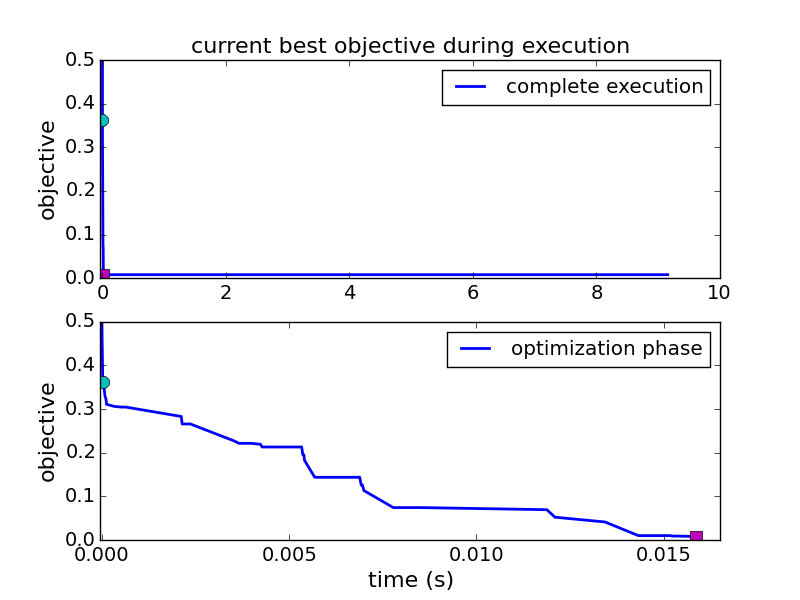 current best objective during execution
0.5
0.4
0.3
0.2
0.1
0.0
objective
complete execution
0 2 4 6 8 10
0.5
0.4
0.3
0.2
0.1
0.0
objective
optimization phase
0.000 0.005 0.010 0.015
time (s)